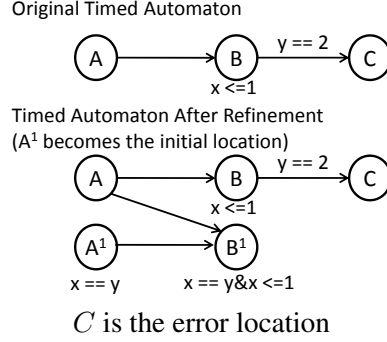 Original Timed Automaton
y == 2
A B C
x <=1
Timed Automaton After Refinement
(A¹ becomes the initial location)
y == 2
A B C
x <=1
A¹ B¹
x == y x == y&x <=1
C is the error location